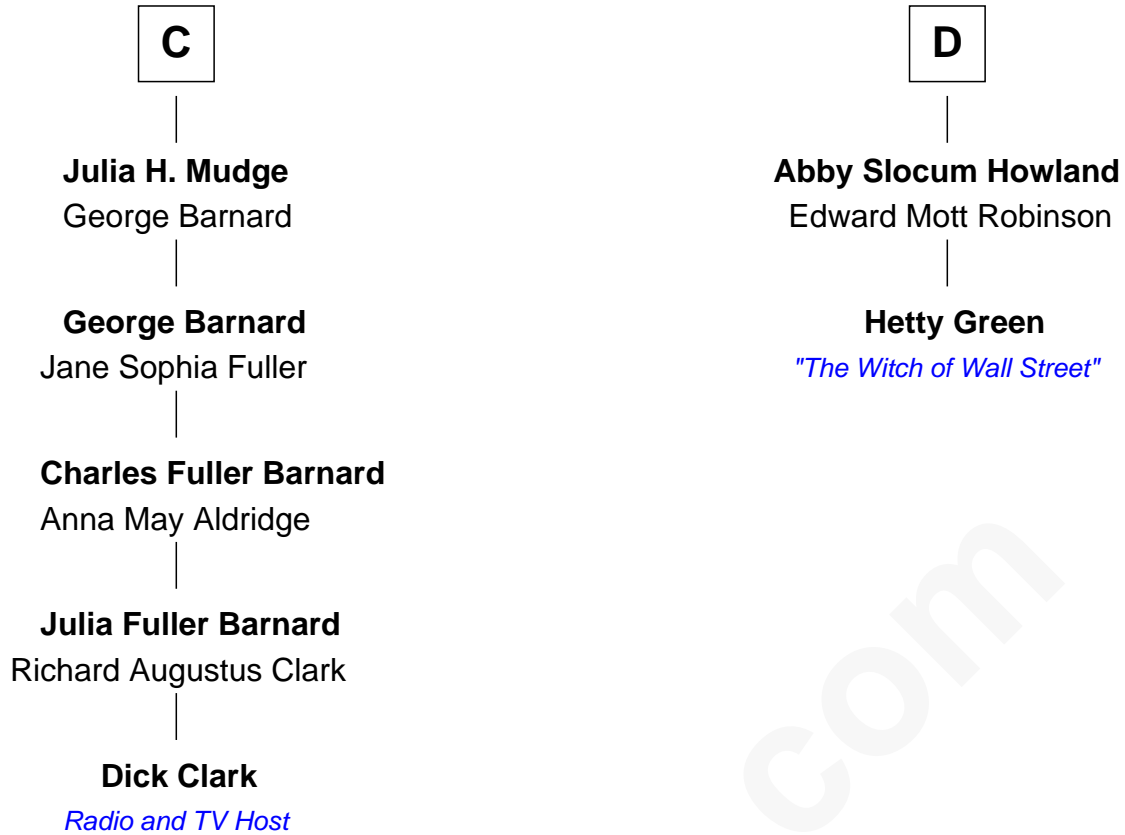 C
Julia H. Mudge
George Barnard
George Barnard
Jane Sophia Fuller
Charles Fuller Barnard
Anna May Aldridge
Julia Fuller Barnard
Richard Augustus Clark
Dick Clark
Radio and TV Host
D
Abby Slocum Howland
Edward Mott Robinson
Hetty Green
"The Witch of Wall Street"
com